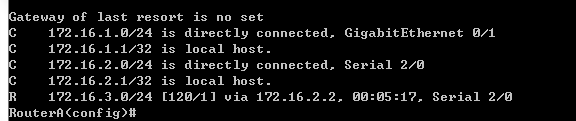 Gateway of last resort is no set
C    172.16.1.0/24 is directly connected, GigabitEthernet 0/1
C    172.16.1.1/32 is local host.
C    172.16.2.0/24 is directly connected, Serial 2/0
C    172.16.2.1/32 is local host.
R    172.16.3.0/24 [120/1] via 172.16.2.2, 00:05:17, Serial 2/0
RouterA(config)#